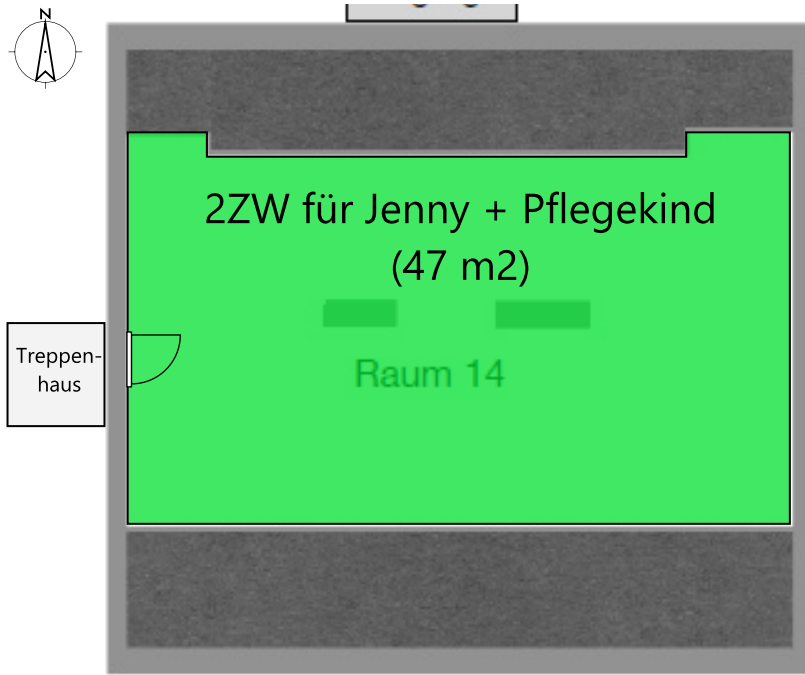 N
2ZW für Jenny + Pflegekind
(47 m2)
Treppen-
haus
Raum 14